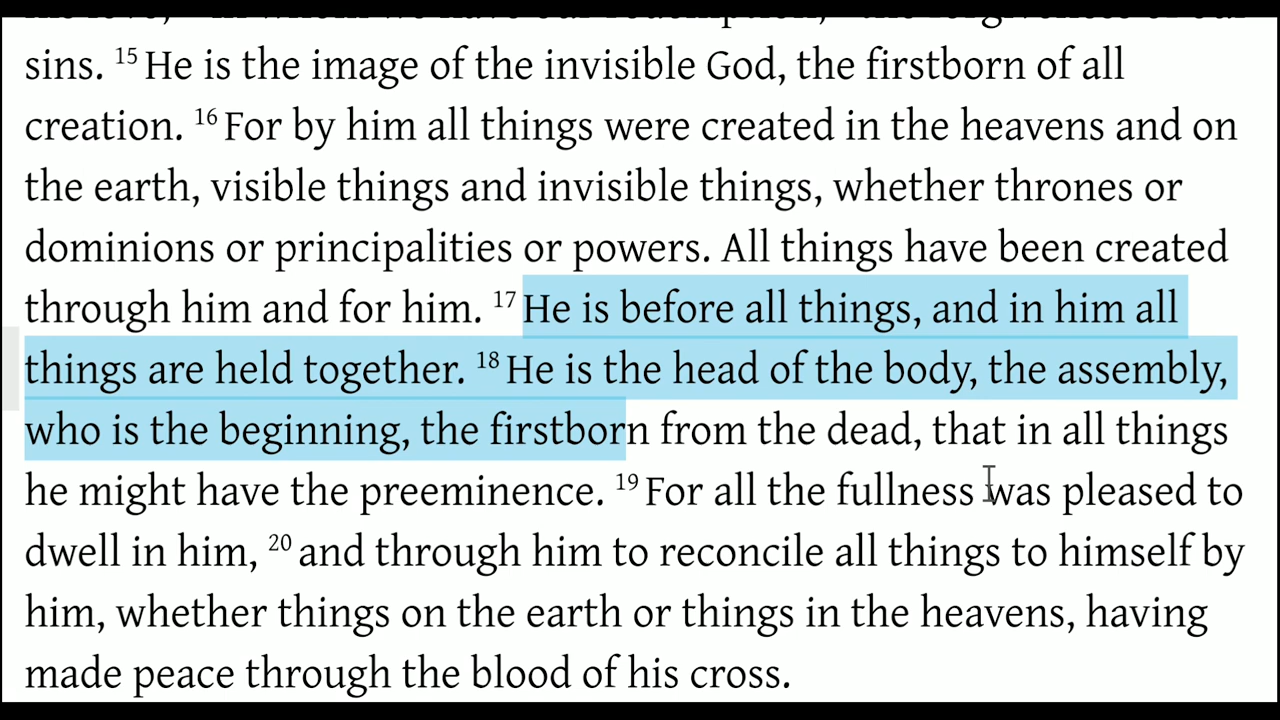 sins. 15 He is the image of the invisible God, the firstborn of all
creation. 16 For by him all things were created in the heavens and on
the earth, visible things and invisible things, whether thrones or
dominions or principalities or powers. All things have been created
through him and for him. 17 He is before all things, and in him all
things are held together. 18 He is the head of the body, the assembly,
who is the beginning, the firstborn from the dead, that in all things
he might have the preeminence. 19 For all the fullness was pleased to
dwell in him, 20 and through him to reconcile all things to himself by
him, whether things on the earth or things in the heavens, having
made peace through the blood of his cross.